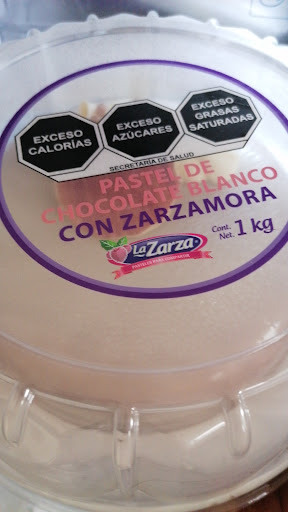 EXCESO
CALORÍAS
EXCESO
AZÚCARES
EXCESO
GRASAS
SATURADAS
SECRETARÍA DE SALUD
PASTEL DE
CHOCOLATE BLANCO
CON ZARZAMORA
Cont.
Net. 1 kg
La Zarza